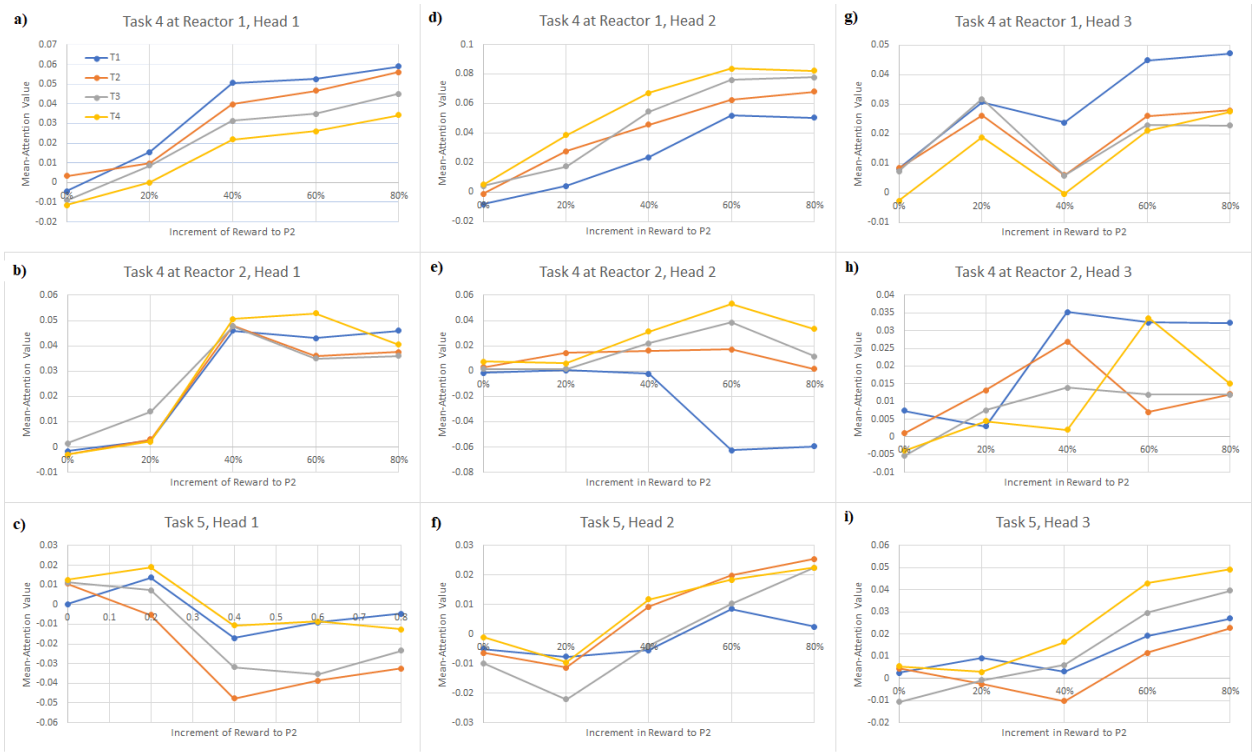 a)
Task 4 at Reactor 1, Head 1
Mean-Attention Value
0.07
0.06
0.05
0.04
0.03
0.02
0.01
0
-0.01
-0.02
T1
T2
T3
T4
0% 20% 40% 60% 80%
Increment of Reward to P2
d)
Task 4 at Reactor 1, Head 2
Mean-Attention Value
0.1
0.08
0.06
0.04
0.02
0
-0.02
0% 20% 40% 60% 80%
Increment in Reward to P2
g)
Task 4 at Reactor 1, Head 3
Mean-Attention Value
0.05
0.04
0.03
0.02
0.01
0
-0.01
0% 20% 40% 60% 80%
Increment in Reward to P2
b)
Task 4 at Reactor 2, Head 1
Mean-Attention Value
0.06
0.05
0.04
0.03
0.02
0.01
0
-0.01
0% 20% 40% 60% 80%
Increment of Reward to P2
e)
Task 4 at Reactor 2, Head 2
Mean-Attention Value
0.06
0.04
0.02
0
-0.02
-0.04
-0.06
-0.08
0% 20% 40% 60% 80%
Increment in Reward to P2
h)
Task 4 at Reactor 2, Head 3
Mean-Attention Value
0.04
0.035
0.03
0.025
0.02
0.015
0.01
0.005
0
-0.005
-0.01
0% 20% 40% 60% 80%
Increment in Reward to P2
c)
Task 5, Head 1
Mean-Attention Value
0.03
0.02
0.01
0
-0.01
-0.02
-0.03
-0.04
-0.05
-0.06
0 0.1 0.2 0.3 0.4 0.5 0.6 0.7 0.8
Increment of Reward to P2
f)
Task 5, Head 2
Mean-Attention Value
0.03
0.02
0.01
0
-0.01
-0.02
-0.03
0% 20% 40% 60% 80%
Increment in Reward to P2
i)
Task 5, Head 3
Mean-Attention Value
0.06
0.05
0.04
0.03
0.02
0.01
0
-0.01
-0.02
0% 20% 40% 60% 80%
Increment in Reward to P2